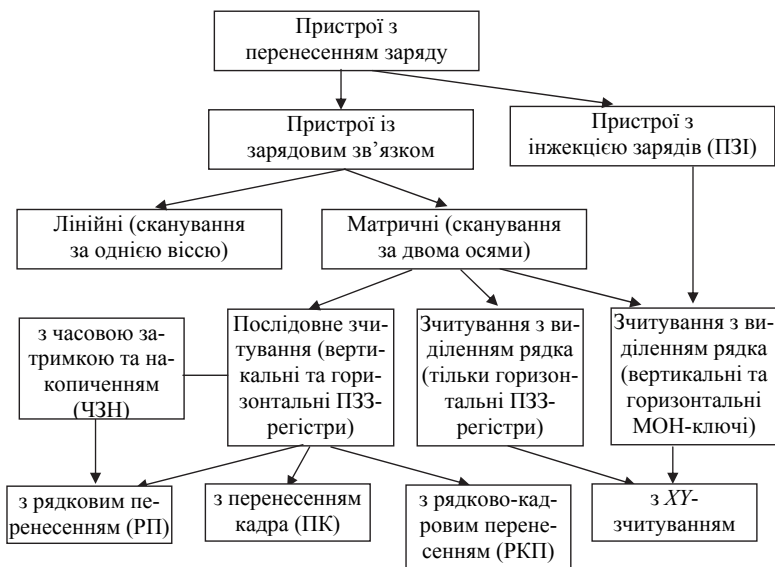 Пристрої з
перенесенням заряду
Пристрої із
зарядовим зв’язком
Пристрої з
інжекцією зарядів (ПЗІ)
Лінійні (сканування
за однією віссю)
Матричні (сканування
за двома осями)
з часовою за-
тримкою та на-
копиченням
(ЧЗН)
Послідовне зчи-
тування (верти-
кальні та гори-
зонтальні ПЗЗ-
регістри)
Зчитування з ви-
діленням рядка
(тільки горизон-
тальні ПЗЗ-
регістри)
Зчитування з ви-
діленням рядка
(вертикальні та
горизонтальні
МОН-ключі)
з рядковим пе-
ренесенням (РП)
з перенесенням
кадра (ПК)
з рядково-кад-
ровим перене-
сенням (РКП)
з XY-
зчитуванням